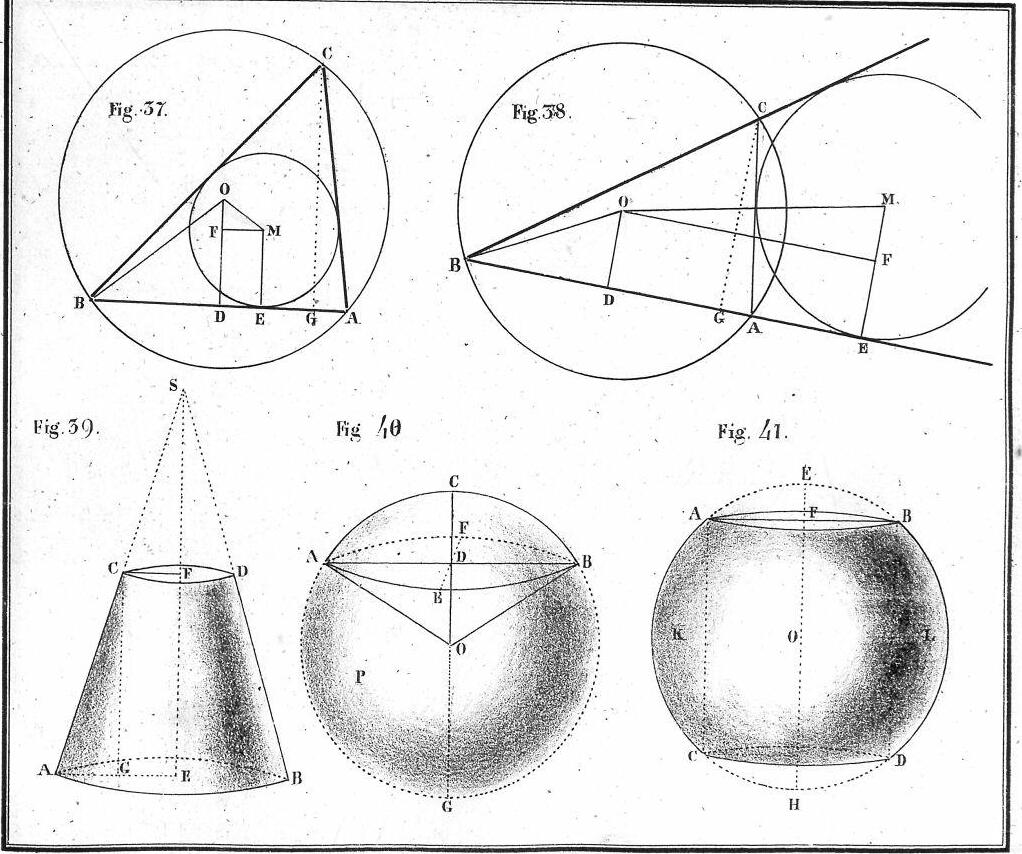 Fig. 37.
C
O
F M
B D E G A
Fig. 38.
C
O M
B F
D G A E
Fig. 39.
S
C F D
A G E B
Fig 40
C
F
A D B
E
O
P
G
Fig. 41.
E
A F B
K O L
C D
H